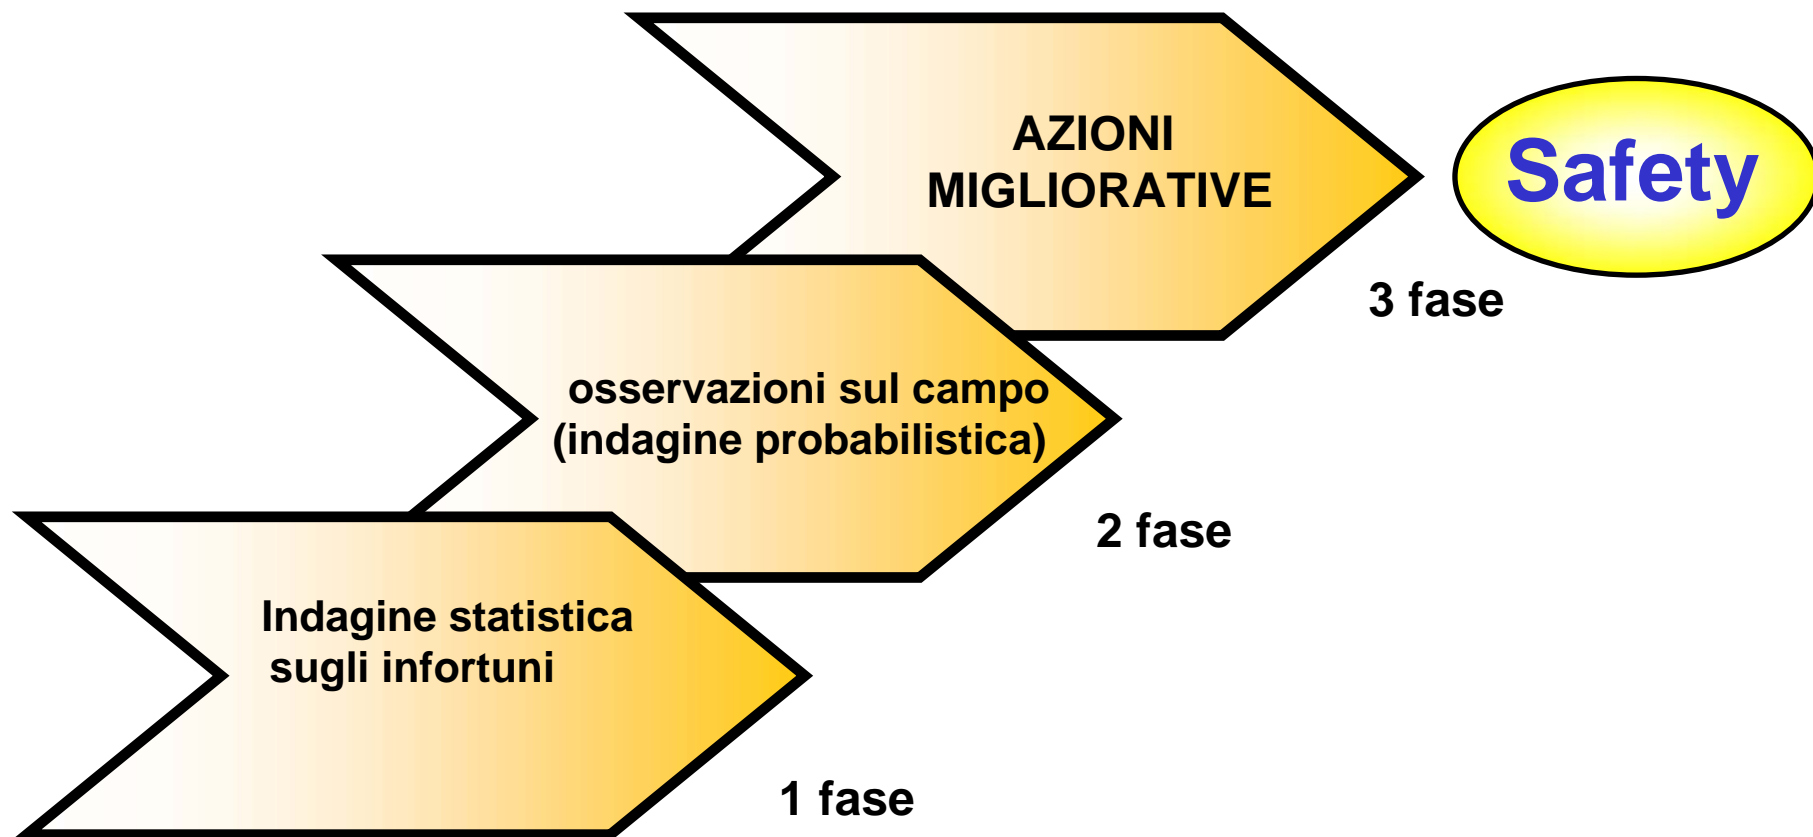 AZIONI
MIGLIORATIVE
Safety
3 fase
osservazioni sul campo
(indagine probabilistica)
2 fase
Indagine statistica
sugli infortuni
1 fase